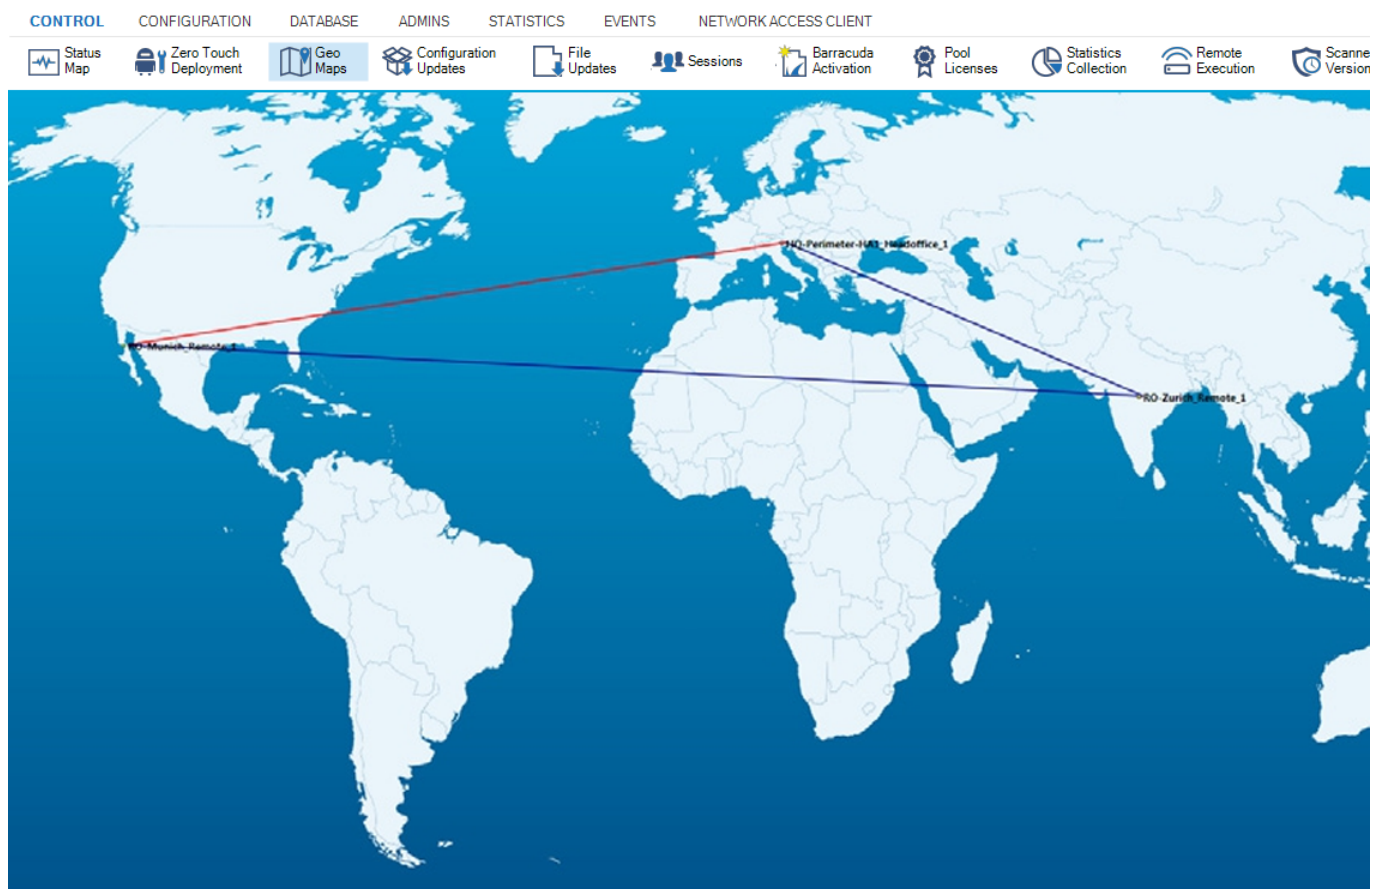 CONTROL CONFIGURATION DATABASE ADMINS STATISTICS EVENTS NETWORK ACCESS CLIENT
Status Map
Zero Touch Deployment
Geo Maps
Configuration Updates
File Updates
Sessions
Barracuda Activation
Pool Licenses
Statistics Collection
Remote Execution
Scanne
Version
HQ-Perimeter-HA1_Headoffice_1
RO-Munich_Remote_1
RO-Zurich_Remote_1